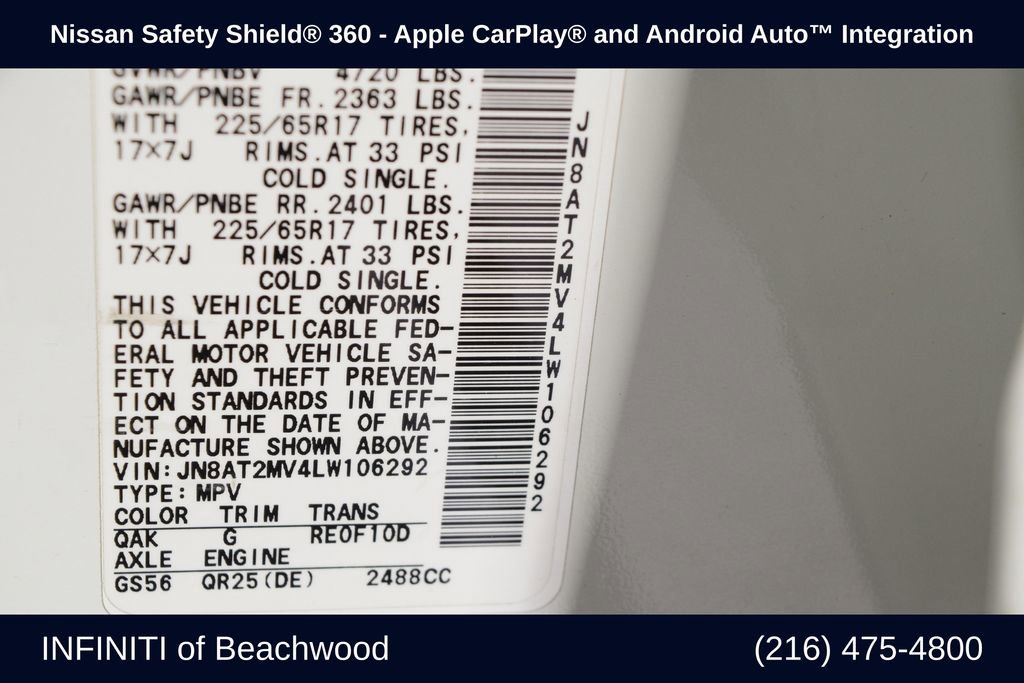 Nissan Safety Shield® 360 - Apple CarPlay® and Android Auto™ Integration
GVWR/PNBV 4720 LBS.
GAWR/PNBE FR. 2363 LBS.
WITH 225/65R17 TIRES,
17×7J RIMS. AT 33 PSI
COLD SINGLE.
GAWR/PNBE RR. 2401 LBS.
WITH 225/65R17 TIRES,
17×7J RIMS. AT 33 PSI
COLD SINGLE.
THIS VEHICLE CONFORMS
TO ALL APPLICABLE FED-
ERAL MOTOR VEHICLE SA-
FETY AND THEFT PREVEN-
TION STANDARDS IN EFF-
ECT ON THE DATE OF MA-
NUFACTURE SHOWN ABOVE.
VIN: JN8AT2MV4LW106292
TYPE: MPV
COLOR TRIM TRANS
QAK G RE0F10D
AXLE ENGINE
GS56 QR25(DE) 2488CC
JN8AT2MV4LW106292
INFINITI of Beachwood
(216) 475-4800